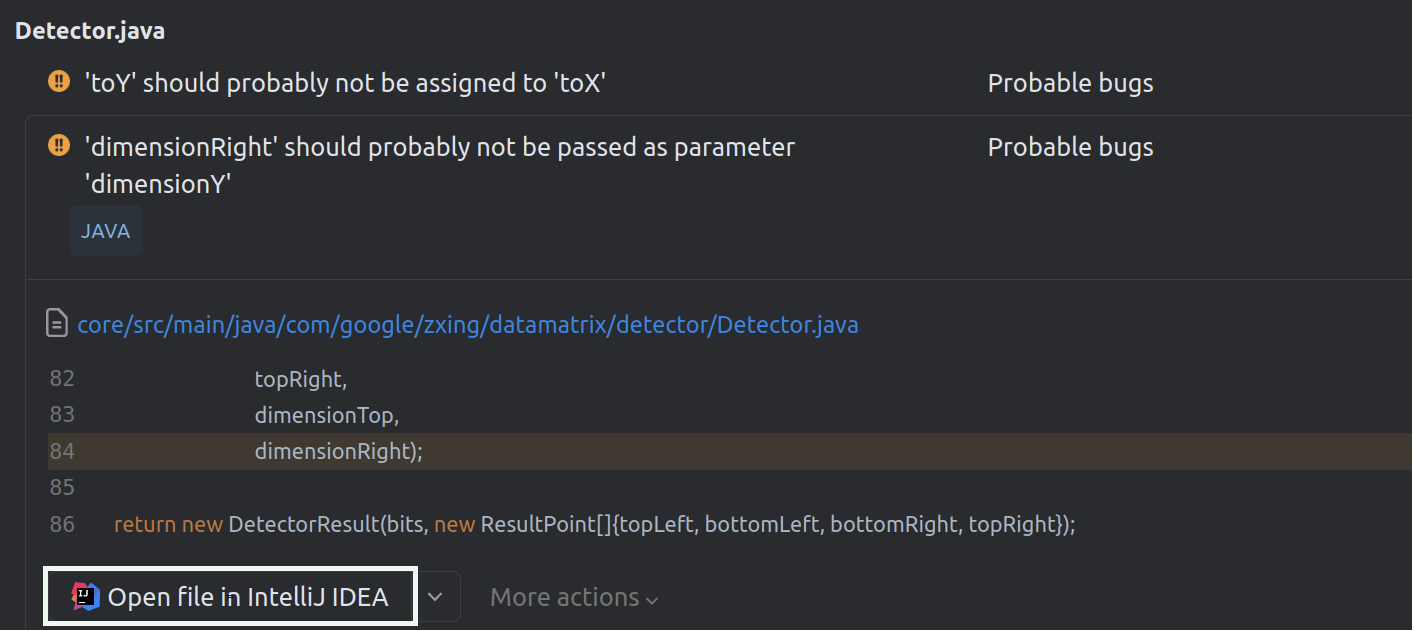 Detector.java
'toY' should probably not be assigned to 'toX' Probable bugs
'dimensionRight' should probably not be passed as parameter Probable bugs
'dimensionY'
JAVA
core/src/main/java/com/google/zxing/datamatrix/detector/Detector.java
82 topRight,
83 dimensionTop,
84 dimensionRight);
85
86 return new DetectorResult(bits, new ResultPoint[]{topLeft, bottomLeft, bottomRight, topRight});
IJ Open file in IntelliJ IDEA More actions